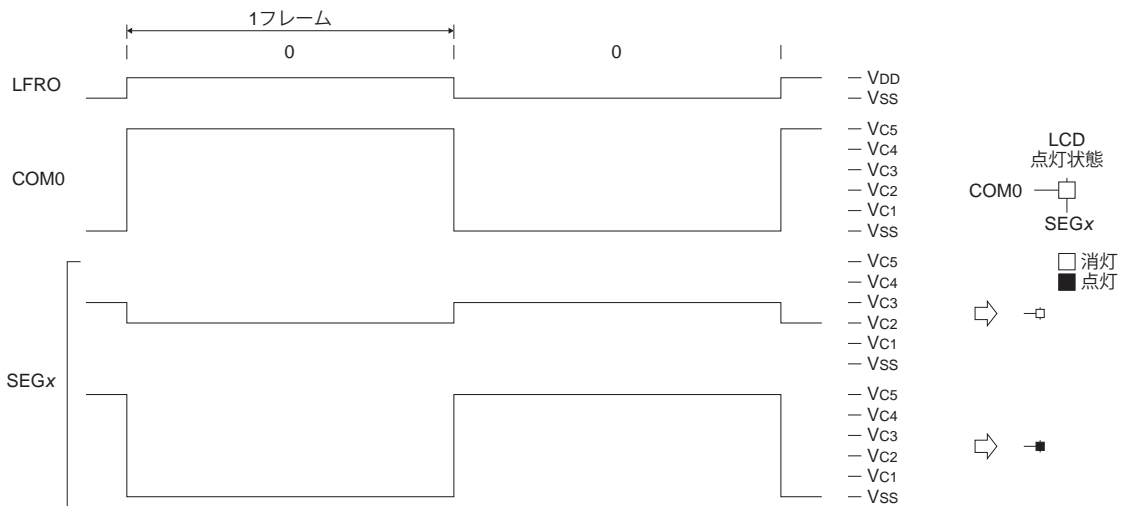 1フレーム
0 0
LFRO
VDD
VSS
COM0
VC5
VC4
VC3
VC2
VC1
VSS
LCD
点灯状態
COM0
SEGx
消灯
点灯
SEGx
VC5
VC4
VC3
VC2
VC1
VSS
VC5
VC4
VC3
VC2
VC1
VSS